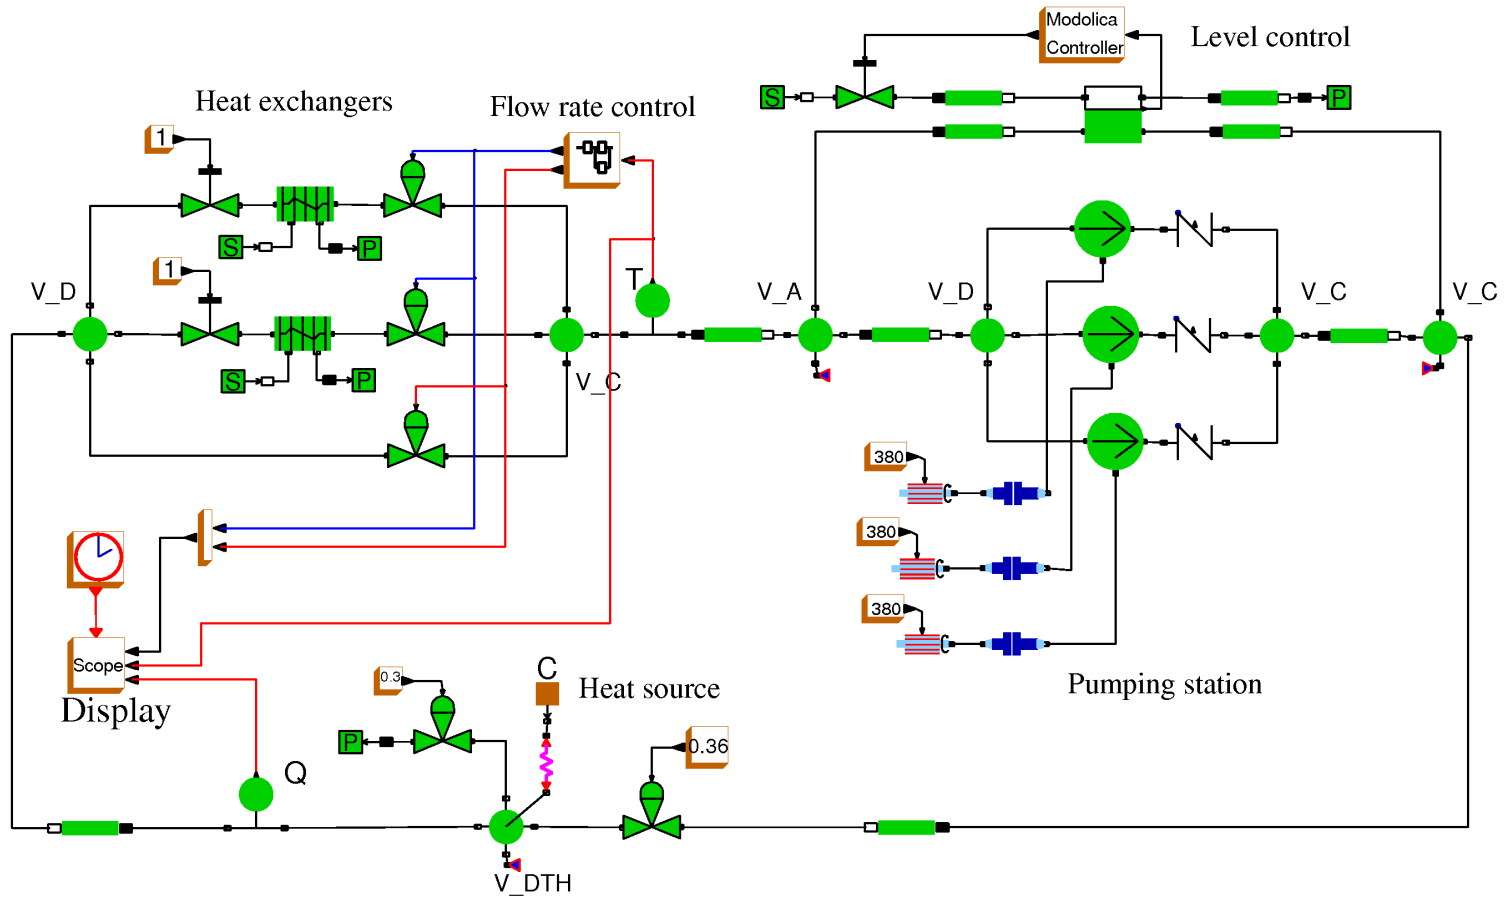 Modolica
Controller
Level control
Heat exchangers
Flow rate control
S
P
1
S
P
1
V_D
T
V_A
V_D
V_C
V_C
S
P
V_C
380
380
380
Scope
Display
0.3
C
Heat source
Pumping station
P
0.36
Q
V_DTH